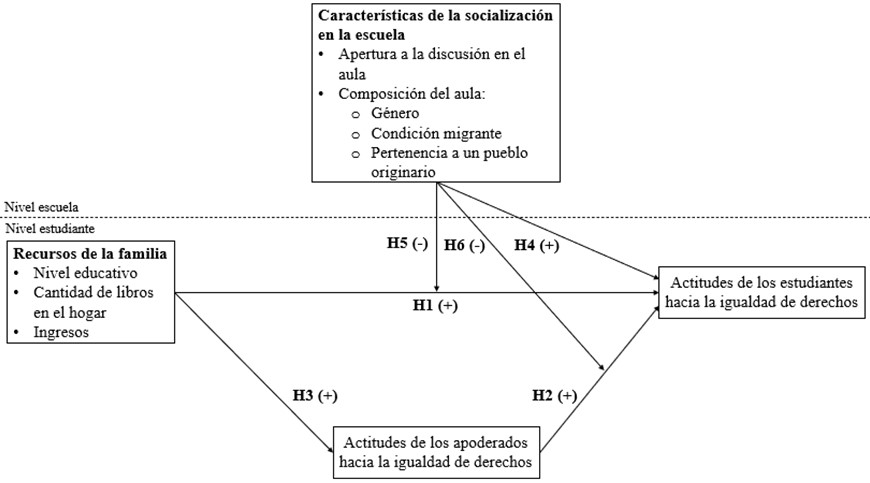 Características de la socialización
en la escuela
• Apertura a la discusión en el
aula
• Composición del aula:
o Género
o Condición migrante
o Pertenencia a un pueblo
originario
Nivel escuela
Nivel estudiante
H5 (-) H6 (-) H4 (+)
Recursos de la familia
• Nivel educativo
• Cantidad de libros
en el hogar
• Ingresos
Actitudes de los estudiantes
hacia la igualdad de derechos
H1 (+)
H3 (+)
H2 (+)
Actitudes de los apoderados
hacia la igualdad de derechos